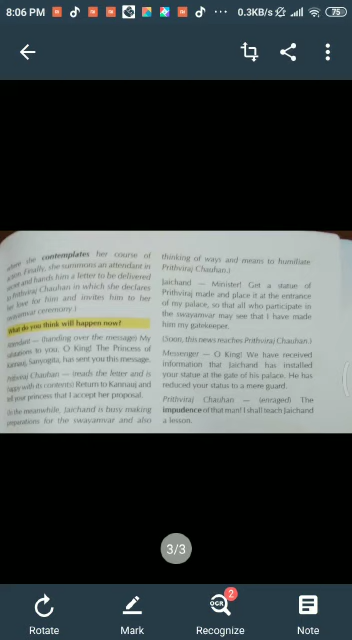 8:06 PM
0.3KB/s
75
where she contemplates her course of
action. Finally, she summons an attendant in
secret and hands him a letter to be delivered
to Prithviraj Chauhan in which she declares
her love for him and invites him to her
swayamvar ceremony.)
What do you think will happen now?
Attendant — (handing over the message) My
salutations to you, O King! The Princess of
Kannauj, Sanyogita, has sent you this message.
Prithviraj Chauhan — (reads the letter and is
happy with its contents) Return to Kannauj and
tell your princess that I accept her proposal.
(In the meanwhile, Jaichand is busy making
preparations for the swayamvar and also
thinking of ways and means to humiliate
Prithviraj Chauhan.)
Jaichand — Minister! Get a statue of
Prithviraj made and place it at the entrance
of my palace, so that all who participate in
the swayamvar may see that I have made
him my gatekeeper.
(Soon, this news reaches Prithviraj Chauhan.)
Messenger — O King! We have received
information that Jaichand has installed
your statue at the gate of his palace. He has
reduced your status to a mere guard.
Prithviraj Chauhan — (enraged) The
impudence of that man! I shall teach Jaichand
a lesson.
3/3
OCR
2
Rotate
Mark
Recognize
Note